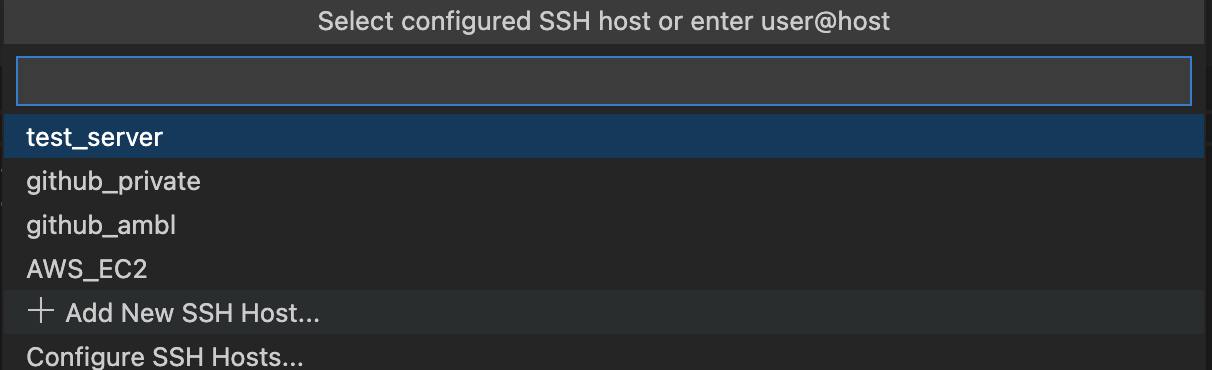 Select configured SSH host or enter user@host
test_server
github_private
github_ambl
AWS_EC2
Add New SSH Host...
Configure SSH Hosts...